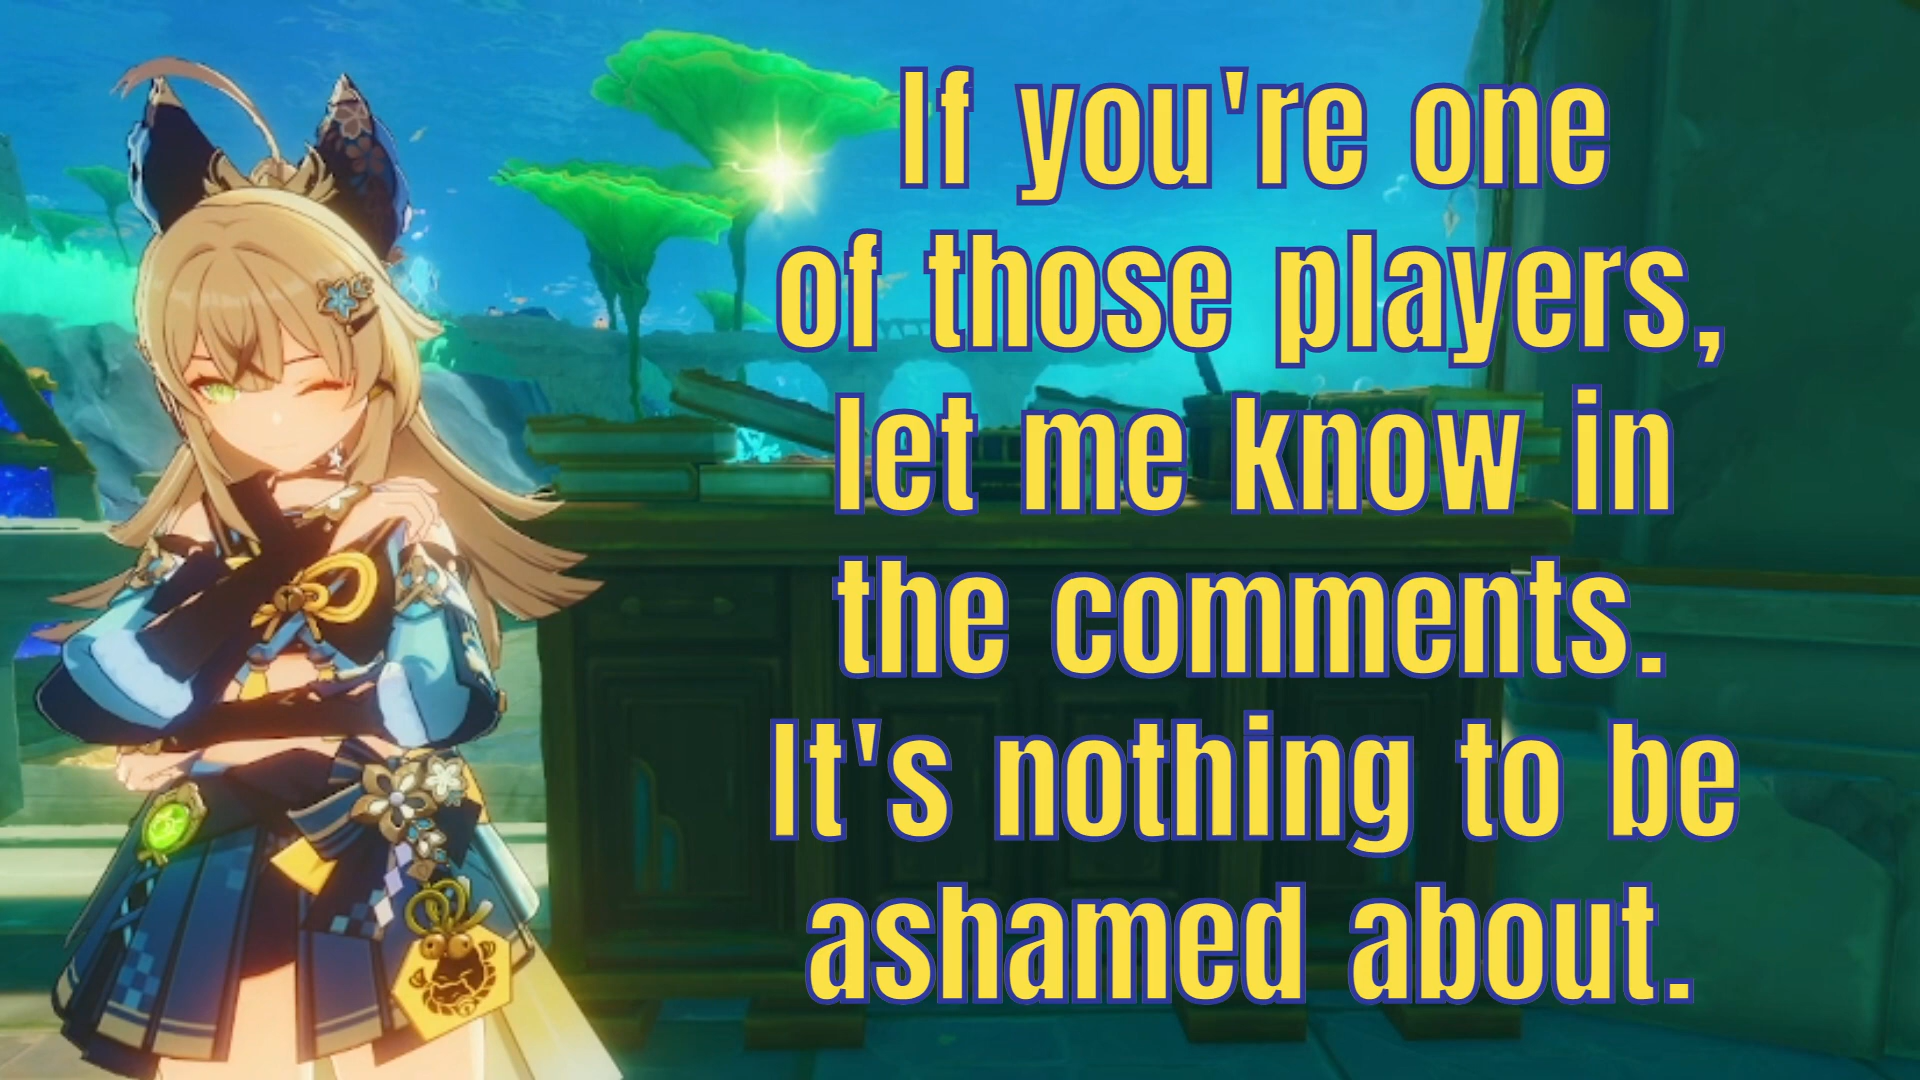 If you're one
of those players,
let me know in
the comments.
It's nothing to be
ashamed about.